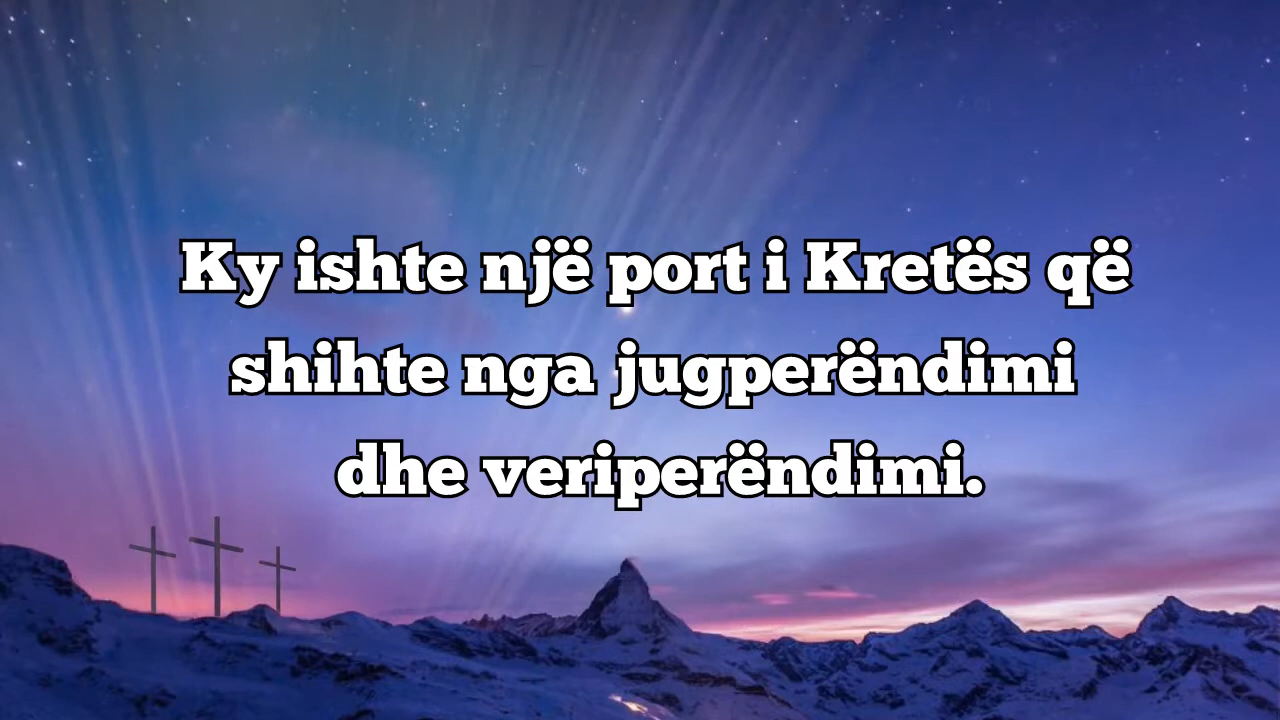 Ky ishte një port i Kretës që
shihte nga jugperëndimi
dhe veriperëndimi.